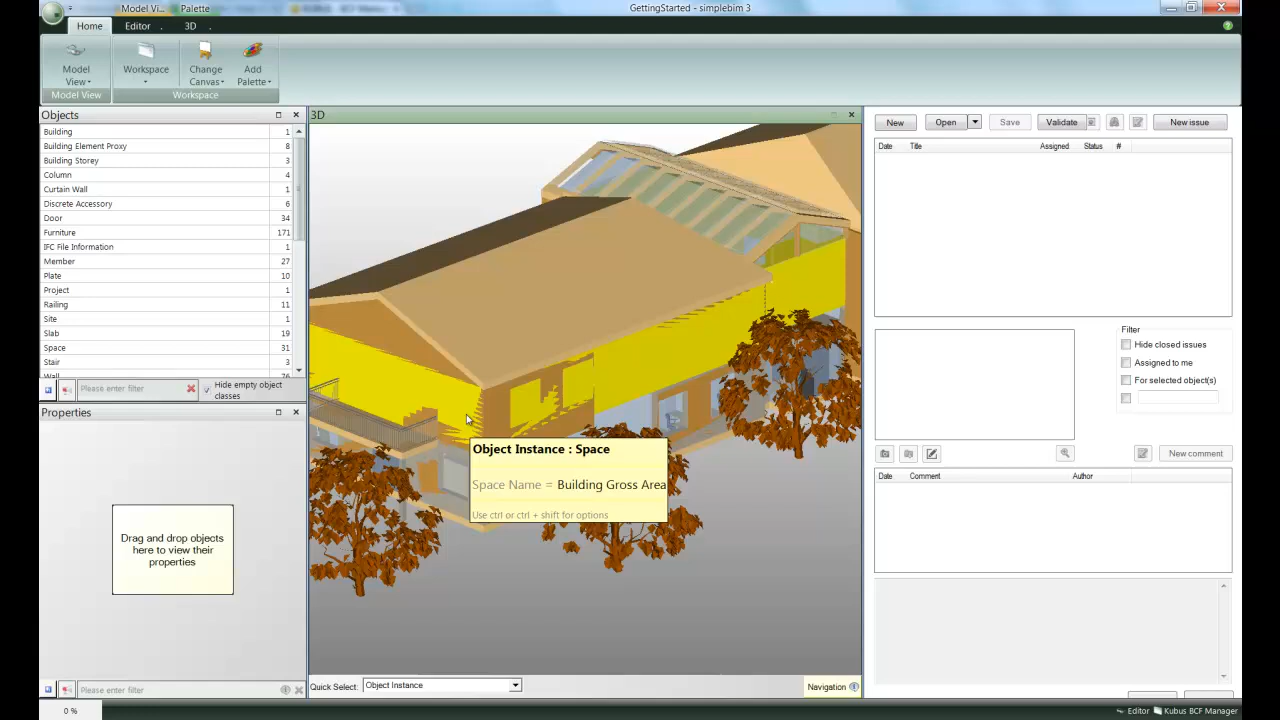 Model Vi... Palette GettingStarted - simplebim 3
Home Editor . 3D .
Model View Workspace Change Canvas Add Palette
Model View Workspace
Objects
Building 1
Building Element Proxy 8
Building Storey 3
Column 4
Curtain Wall 1
Discrete Accessory 6
Door 34
Furniture 171
IFC File Information 1
Member 27
Plate 10
Project 1
Railing 11
Site 1
Slab 19
Space 31
Stair 3
Wall 76
Please enter filter
Hide empty object
classes
Properties
Drag and drop objects
here to view their
properties
Please enter filter
0 %
3D
Object Instance : Space
Space Name = Building Gross Area
Use ctrl or ctrl + shift for options
Quick Select: Object Instance
Navigation
New Open Save Validate New issue
Date Title Assigned Status #
Filter
Hide closed issues
Assigned to me
For selected object(s)
New comment
Date Comment Author
Editor Kubus BCF Manager